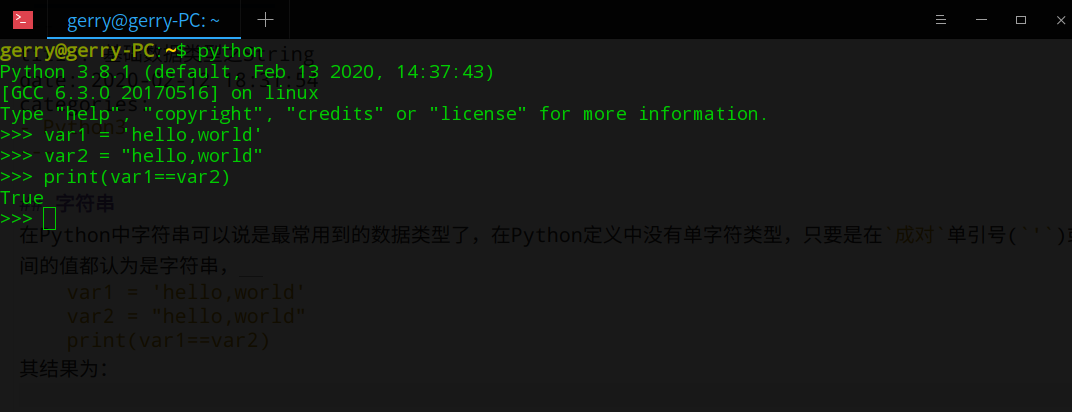 gerry@gerry-PC: ~
gerry@gerry-PC:~$ python
Python 3.8.1 (default, Feb 13 2020, 14:37:43)
[GCC 6.3.0 20170516] on linux
Type "help", "copyright", "credits" or "license" for more information.
>>> var1 = 'hello,world'
>>> var2 = "hello,world"
>>> print(var1==var2)
True
>>>
字符串
在Python中字符串可以说是最常用到的数据类型了，在Python定义中没有单字符类型，只要是在`成对`单引号(`'`)
间的值都认为是字符串，__
var1 = 'hello,world'
var2 = "hello,world"
print(var1==var2)
其结果为：